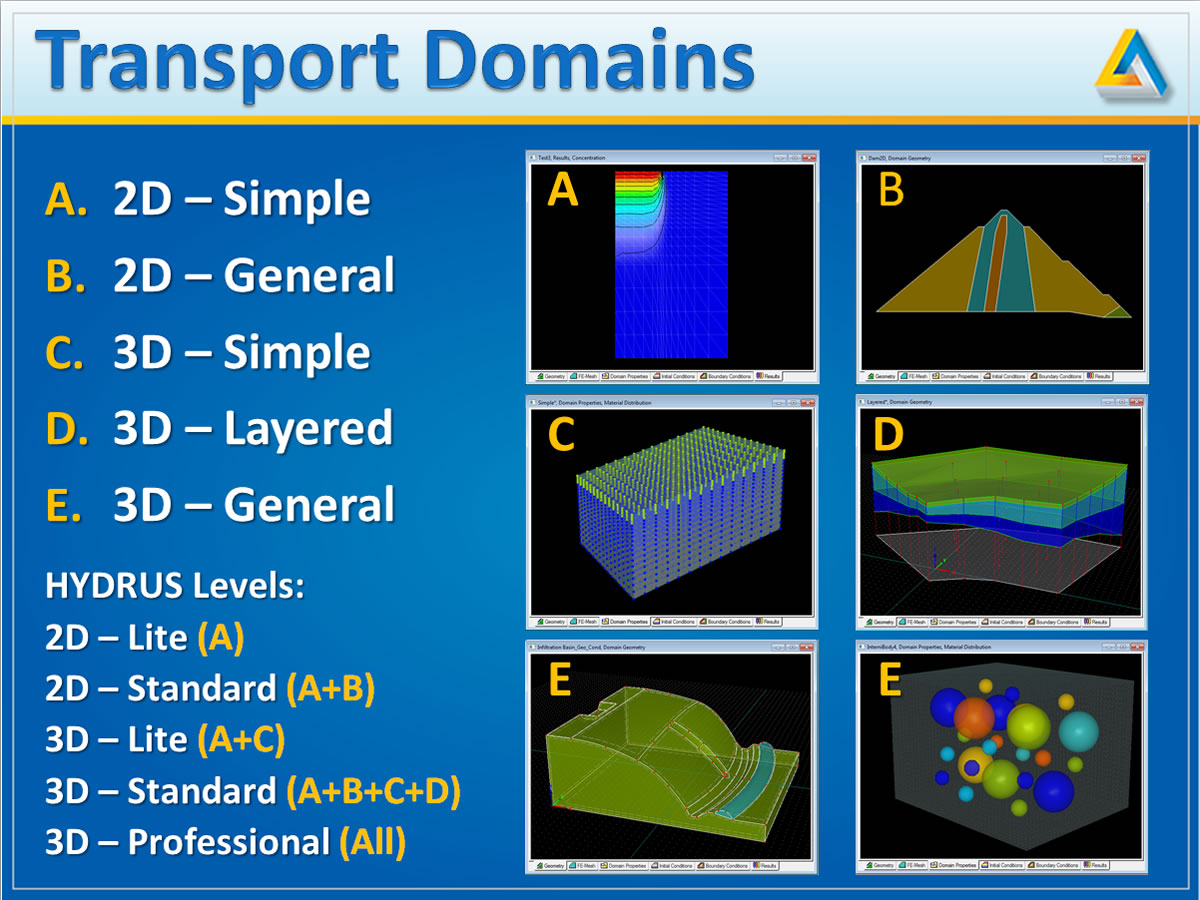 Transport Domains
A. 2D – Simple
B. 2D – General
C. 3D – Simple
D. 3D – Layered
E. 3D – General
HYDRUS Levels:
2D – Lite (A)
2D – Standard (A+B)
3D – Lite (A+C)
3D – Standard (A+B+C+D)
3D – Professional (All)
Test3, Results, Concentration
A
Geometry FE-Mesh Domain Properties Initial Conditions Boundary Conditions Results
Dam2D, Domain Geometry
B
Geometry FE-Mesh Domain Properties Initial Conditions Boundary Conditions Results
Simple*, Domain Properties, Material Distribution
C
Geometry FE-Mesh Domain Properties Initial Conditions Boundary Conditions Results
Layered*, Domain Geometry
D
Geometry FE-Mesh Domain Properties Initial Conditions Boundary Conditions Results
Infiltration Basin_Geo_Cond, Domain Geometry
E
Geometry FE-Mesh Domain Properties Initial Conditions Boundary Conditions Results
Domain Properties, Material Distribution
E
Geometry FE-Mesh Domain Properties Initial Conditions Boundary Conditions Results